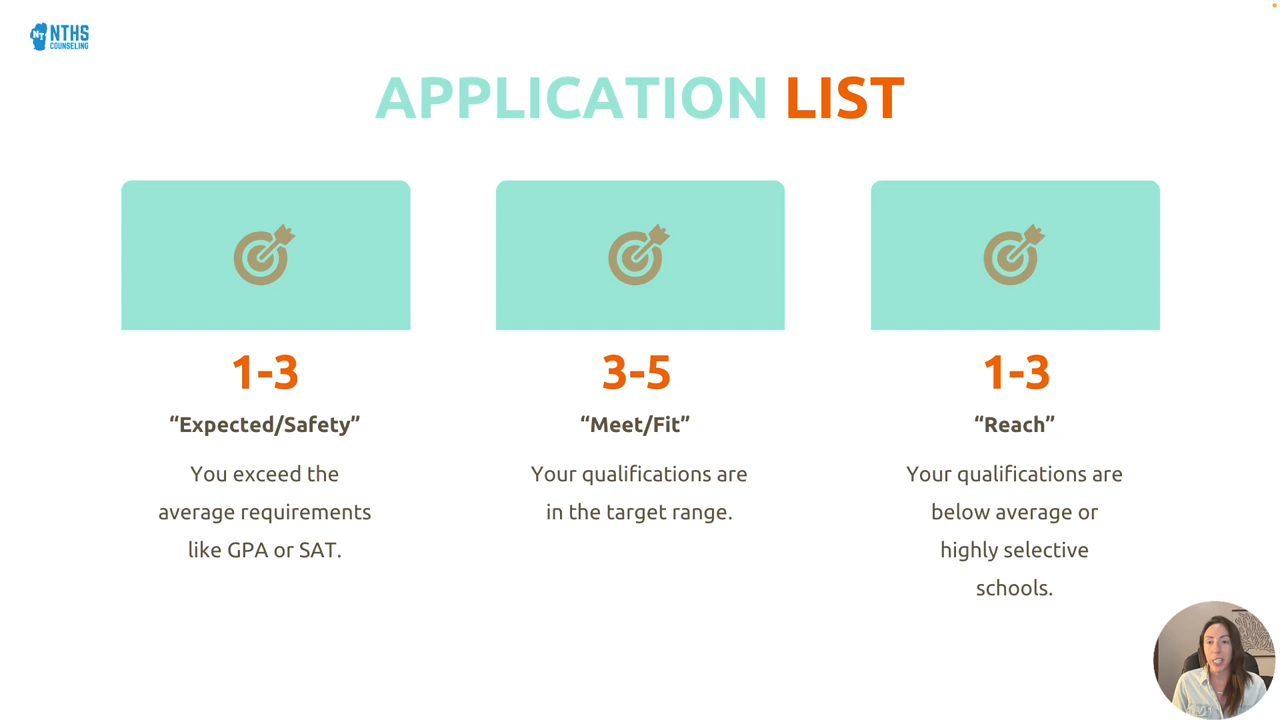 NT NTHS
COUNSELING
APPLICATION LIST
1-3
“Expected/Safety”
You exceed the
average requirements
like GPA or SAT.
3-5
“Meet/Fit”
Your qualifications are
in the target range.
1-3
“Reach”
Your qualifications are
below average or
highly selective
schools.